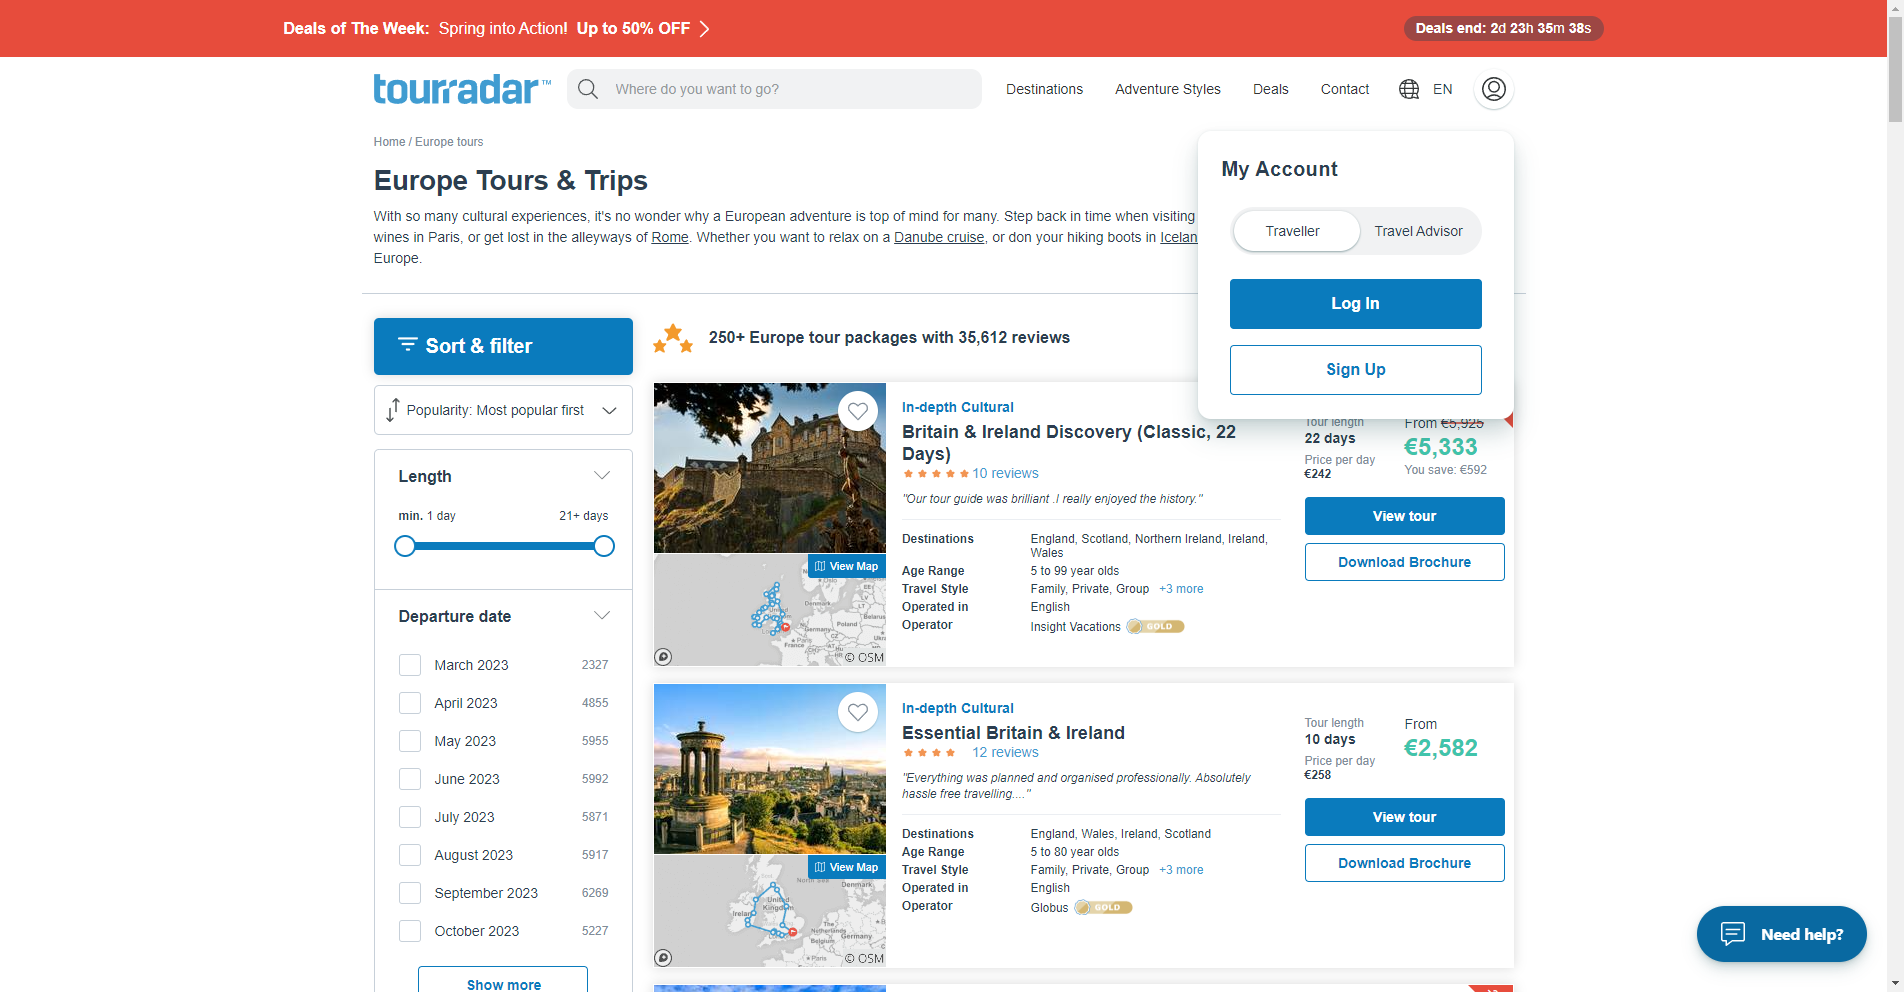 Deals of The Week: Spring into Action! Up to 50% OFF
Deals end: 2d 23h 35m 38s
tourradar™
Where do you want to go?
Destinations
Adventure Styles
Deals
Contact
EN
Home / Europe tours
Europe Tours & Trips
With so many cultural experiences, it's no wonder why a European adventure is top of mind for many. Step back in time when visiting
wines in Paris, or get lost in the alleyways of Rome. Whether you want to relax on a Danube cruise, or don your hiking boots in Icelan
Europe.
My Account
Traveller
Travel Advisor
Log In
Sign Up
Sort & filter
Popularity: Most popular first
Length
min. 1 day
21+ days
Departure date
March 2023 2327
April 2023 4855
May 2023 5955
June 2023 5992
July 2023 5871
August 2023 5917
September 2023 6269
October 2023 5227
Show more
250+ Europe tour packages with 35,612 reviews
View Map
© OSM
In-depth Cultural
Britain & Ireland Discovery (Classic, 22
Days)
10 reviews
"Our tour guide was brilliant .I really enjoyed the history."
Destinations England, Scotland, Northern Ireland, Ireland,
Wales
Age Range 5 to 99 year olds
Travel Style Family, Private, Group +3 more
Operated in English
Operator Insight Vacations GOLD
Tour length
22 days
Price per day
€242
From €5,925
€5,333
You save: €592
View tour
Download Brochure
View Map
© OSM
In-depth Cultural
Essential Britain & Ireland
12 reviews
"Everything was planned and organised professionally. Absolutely
hassle free travelling...."
Destinations England, Wales, Ireland, Scotland
Age Range 5 to 80 year olds
Travel Style Family, Private, Group +3 more
Operated in English
Operator Globus GOLD
Tour length
10 days
Price per day
€258
From
€2,582
View tour
Download Brochure
Need help?